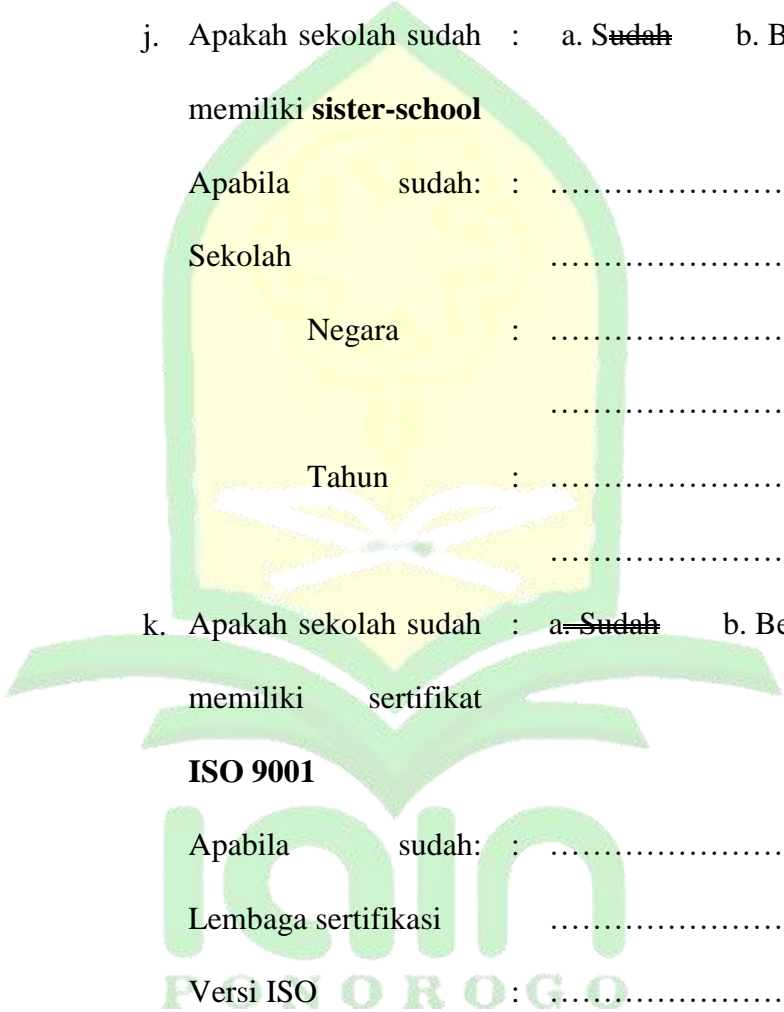 j. Apakah sekolah sudah : a. Sudah b. B
memiliki sister-school
Apabila sudah: : ……………………
Sekolah ……………………
Negara : ……………………
……………………
Tahun : ……………………
……………………
k. Apakah sekolah sudah : a. Sudah b. Be
memiliki sertifikat
ISO 9001
Apabila sudah: : ……………………
Lembaga sertifikasi ……………………
Versi ISO : ……………………
iain
PONOROGO